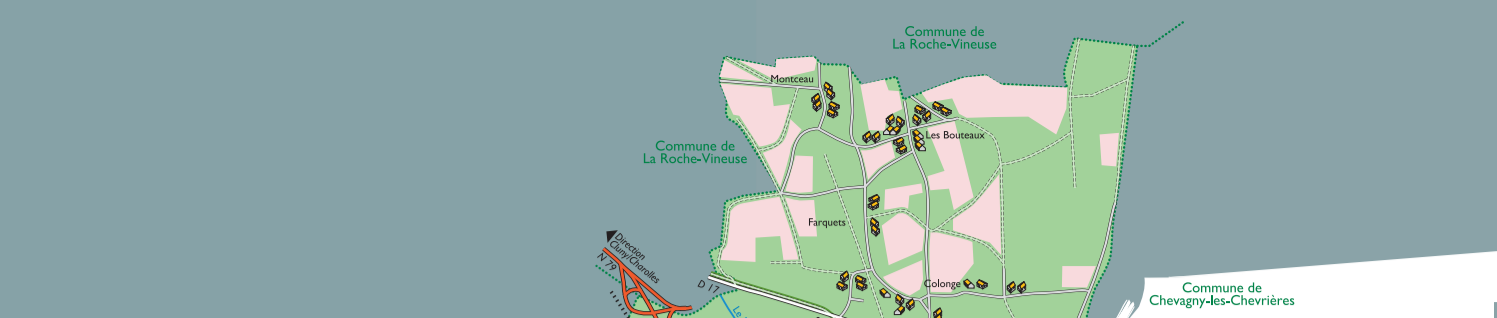 Commune de
La Roche-Vineuse
Montceau
Les Bouteaux
Commune de
La Roche-Vineuse
Farquets
Direction
Cluny/Charolles
N 79
D 17
Colonge
Commune de
Chevagny-les-Chevrières